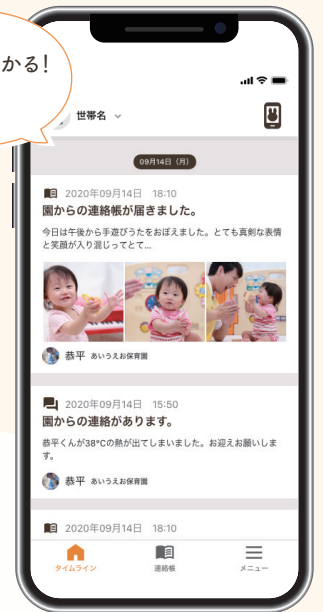 かる!
世帯名
09月14日（月）
2020年09月14日 18:10
園からの連絡帳が届きました。
今日は午後から手遊びうたをおぼえました。とても真剣な表情
と笑顔が入り混じってとて...
恭平 あいうえお保育園
2020年09月14日 15:50
園からの連絡があります。
恭平くんが38°Cの熱が出てしまいました。お迎えお願いしま
す。
恭平 あいうえお保育園
2020年09月14日 18:10
タイムライン
連絡帳
メニュー